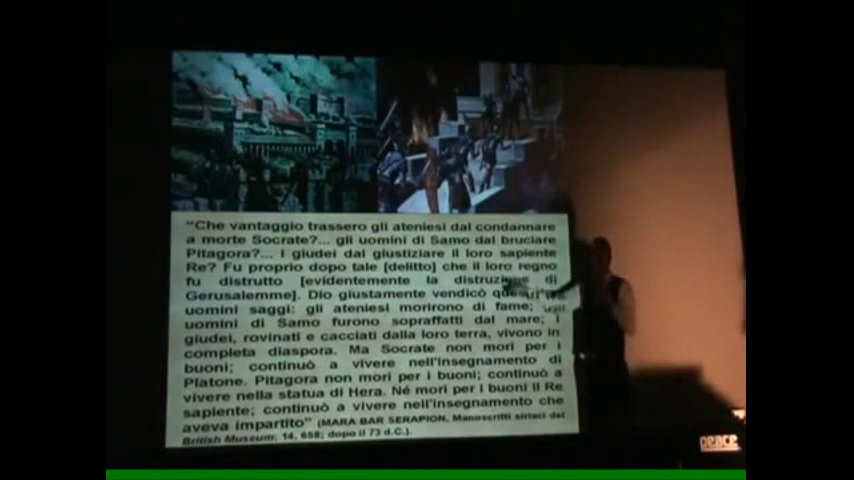 "Che vantaggio trassero gli ateniesi dal condannare
a morte Socrate?... gli uomini di Samo dal bruciare
Pitagora?... i giudei dal giustiziare il loro sapiente
Re? Fu proprio dopo tale [delitto] che il loro regno
fu distrutto [evidentemente la distruzione di
Gerusalemme]. Dio giustamente vendicò
uomini saggi: gli ateniesi morirono di fame; gli
uomini di Samo furono sopraffatti dal mare; i
giudei, rovinati e cacciati dalla loro terra, vivono in
completa diaspora. Ma Socrate non morì per i
buoni; continuò a vivere nell'insegnamento di
Platone. Pitagora non morì per i buoni; continuò a
vivere nella statua di Hera. Né morì per i buoni il Re
sapiente; continuò a vivere nell'insegnamento che
aveva impartito" (MARA BAR SERAPION, Manoscritti siriaci del
British Museum: 14, 658; dopo il 73 d.C.).
peace